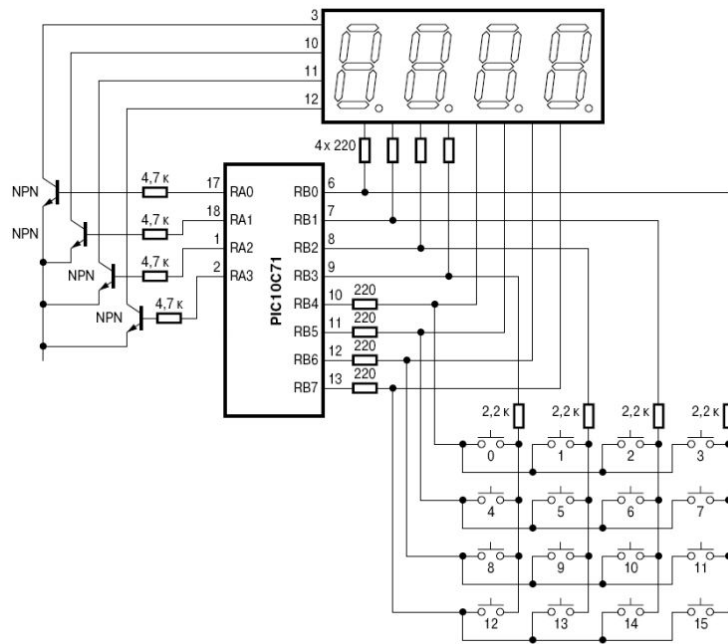 3
10
11
12
4 x 220
4,7 к
NPN
17
RA0
RB0
6
4,7 к
NPN
18
RA1
RB1
7
4,7 к
NPN
1
RA2
RB2
8
4,7 к
NPN
2
RA3
RB3
9
PIC10C71
RB4
10
220
RB5
11
220
RB6
12
220
RB7
13
220
2,2 к
2,2 к
2,2 к
2,2 к
0
1
2
3
4
5
6
7
8
9
10
11
12
13
14
15